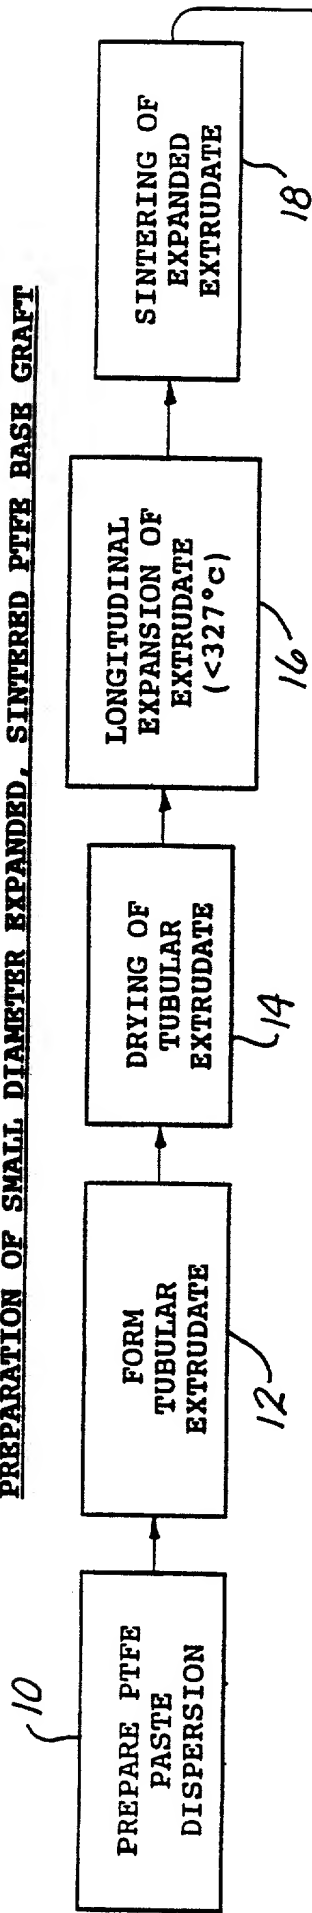 PREPARATION OF SMALL DIAMETER EXPANDED, SINTERED PTFE BASE GRAFT
10
PREPARE PTFE
PASTE
DISPERSION
FORM
TUBULAR
EXTRUDATE
12
DRYING OF
TUBULAR
EXTRUDATE
14
LONGITUDINAL
EXPANSION OF
EXTRUDATE
(<327°c)
16
SINTERING OF
EXPANDED
EXTRUDATE
18